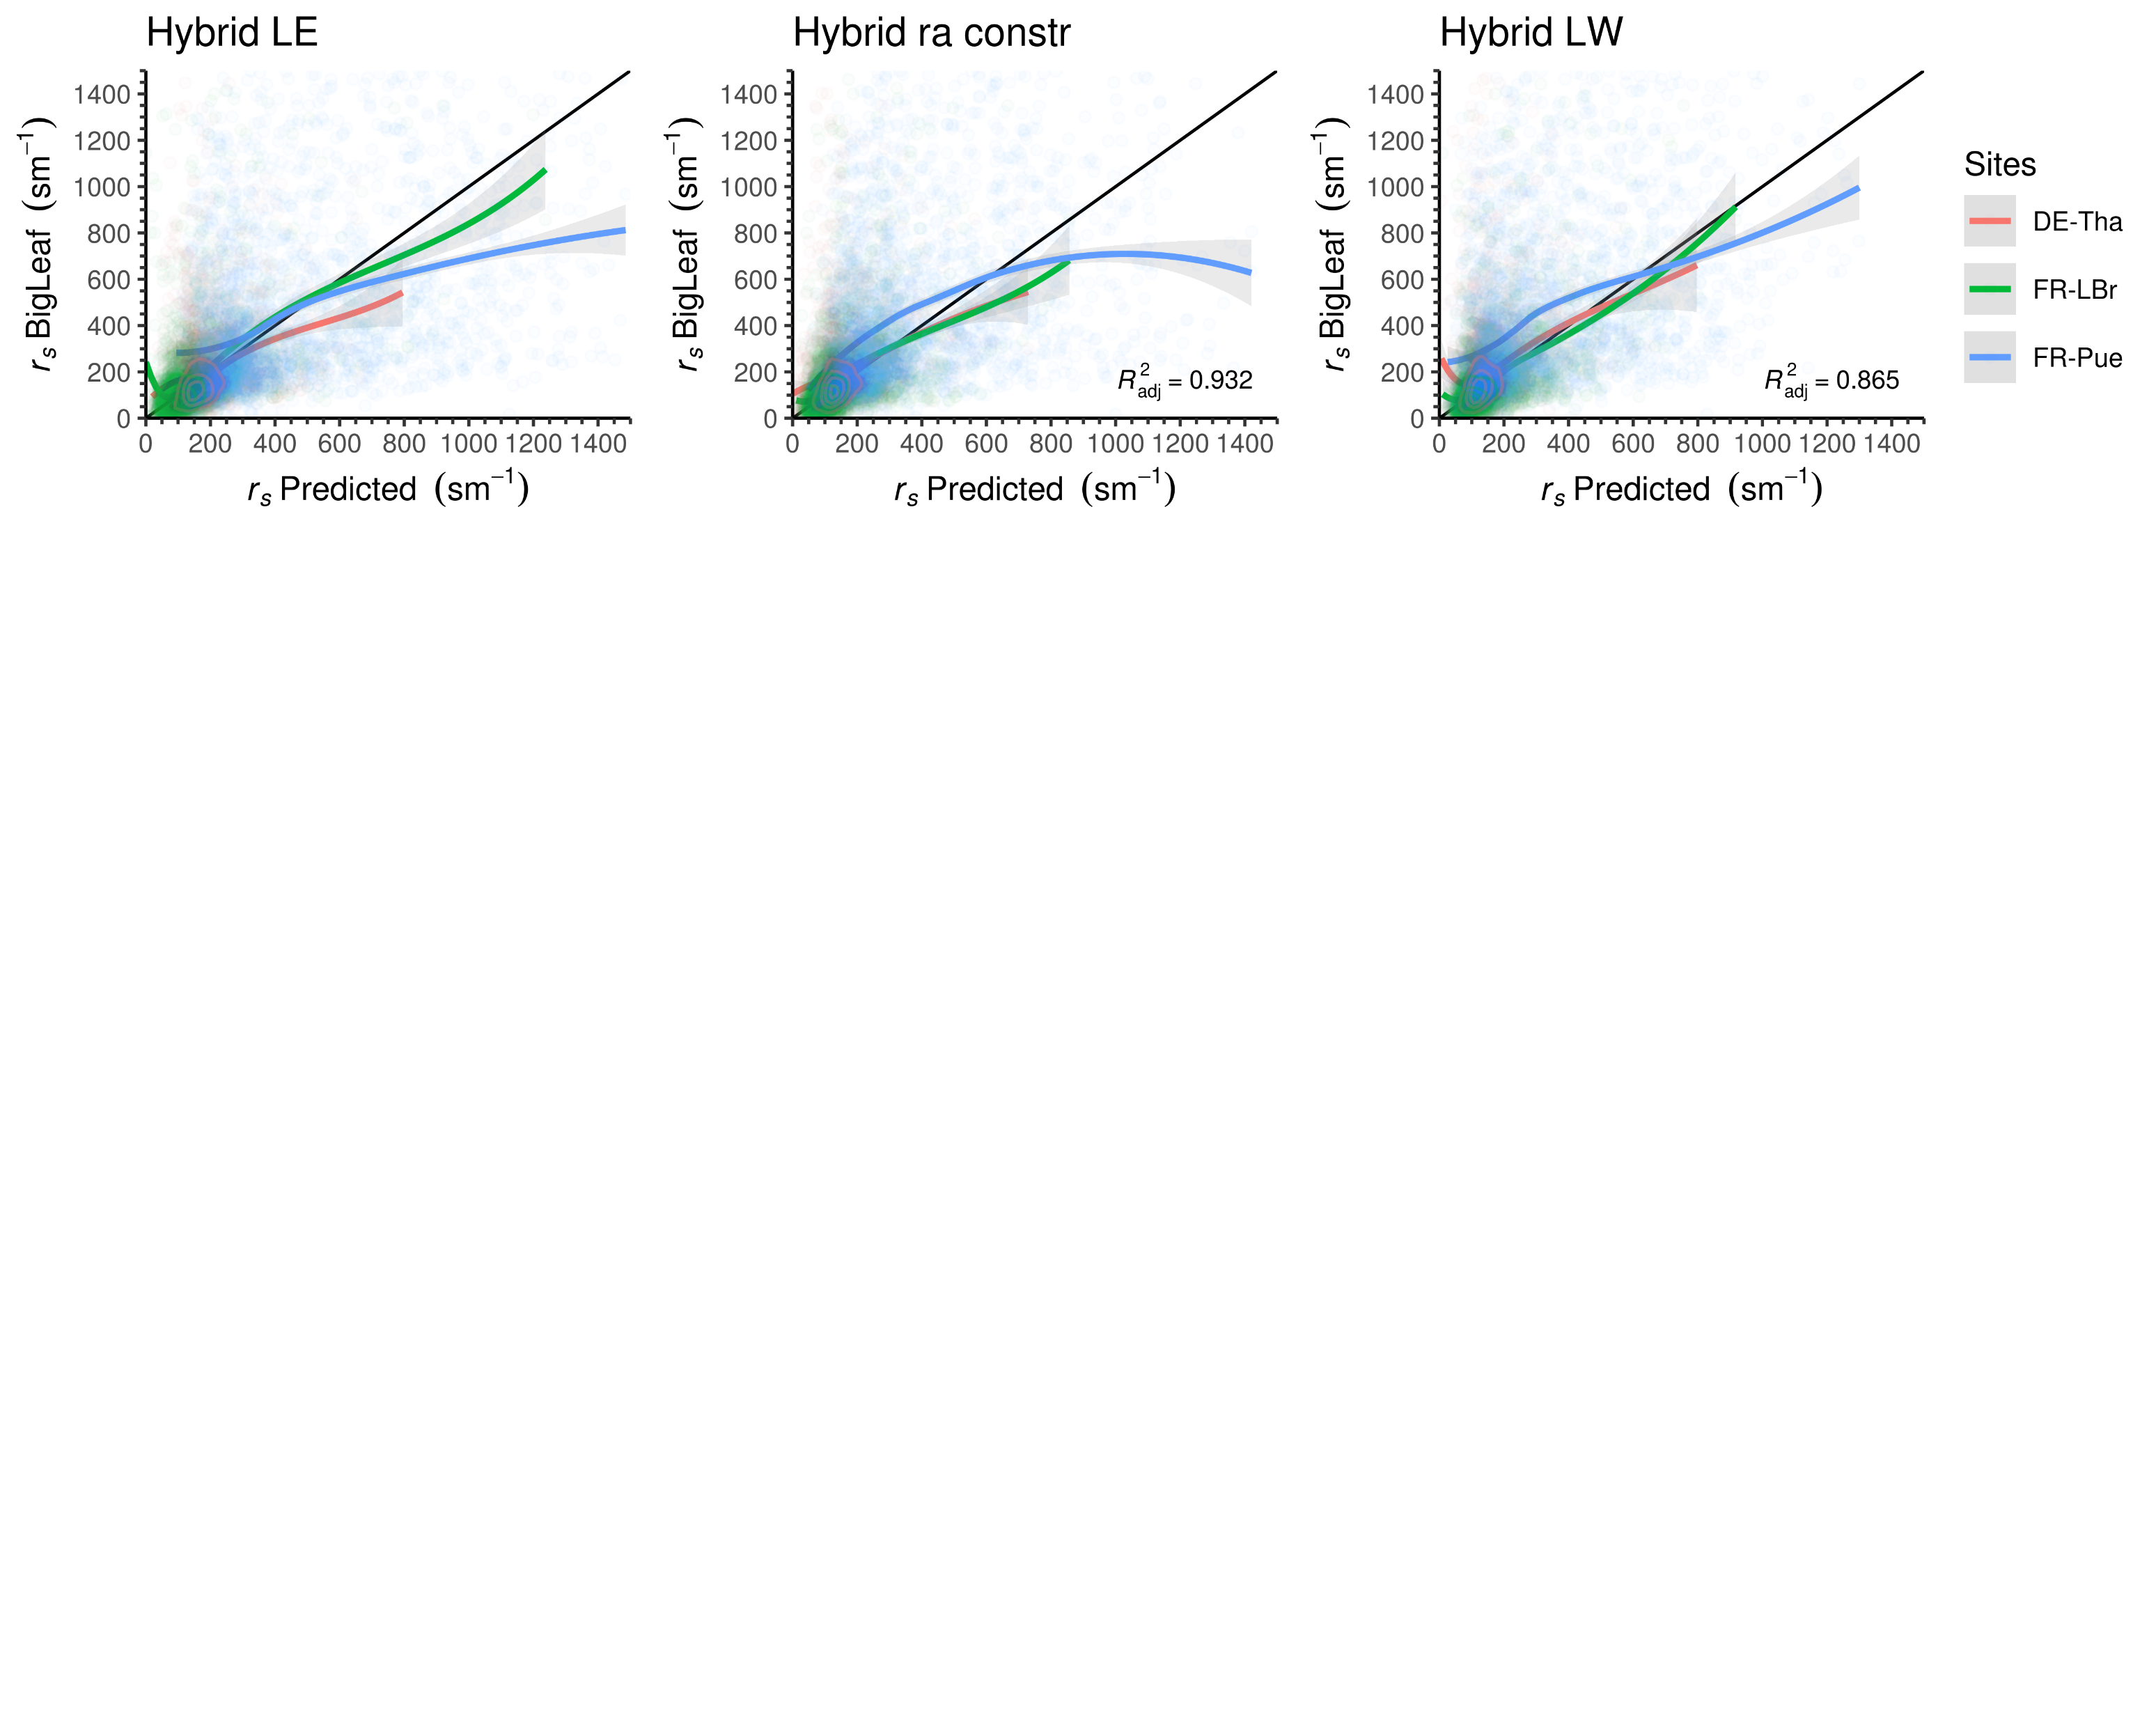 Hybrid LE
1400
1200
1000
800
600
400
200
0
r_s BigLeaf (sm⁻¹)
0 200 400 600 800 1000 1200 1400
r_s Predicted (sm⁻¹)
Hybrid ra constr
1400
1200
1000
800
600
400
200
0
r_s BigLeaf (sm⁻¹)
R²adj = 0.932
0 200 400 600 800 1000 1200 1400
r_s Predicted (sm⁻¹)
Hybrid LW
1400
1200
1000
800
600
400
200
0
r_s BigLeaf (sm⁻¹)
R²adj = 0.865
0 200 400 600 800 1000 1200 1400
r_s Predicted (sm⁻¹)
Sites
DE-Tha
FR-LBr
FR-Pue